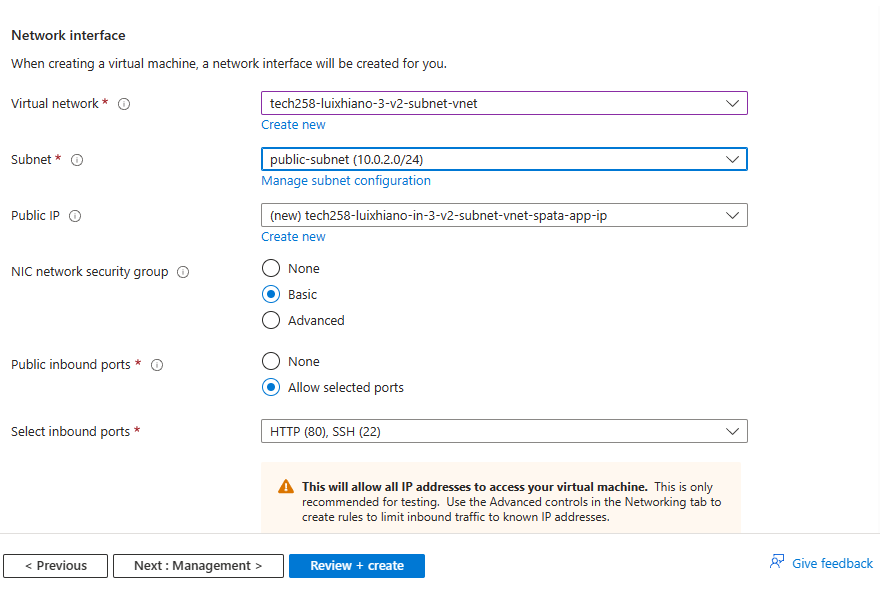 Network interface
When creating a virtual machine, a network interface will be created for you.
Virtual network *
tech258-luixhiano-3-v2-subnet-vnet
Create new
Subnet *
public-subnet (10.0.2.0/24)
Manage subnet configuration
Public IP
(new) tech258-luixhiano-in-3-v2-subnet-vnet-spata-app-ip
Create new
NIC network security group
None
Basic
Advanced
Public inbound ports *
None
Allow selected ports
Select inbound ports *
HTTP (80), SSH (22)
This will allow all IP addresses to access your virtual machine. This is only
recommended for testing. Use the Advanced controls in the Networking tab to
create rules to limit inbound traffic to known IP addresses.
< Previous
Next : Management >
Review + create
Give feedback